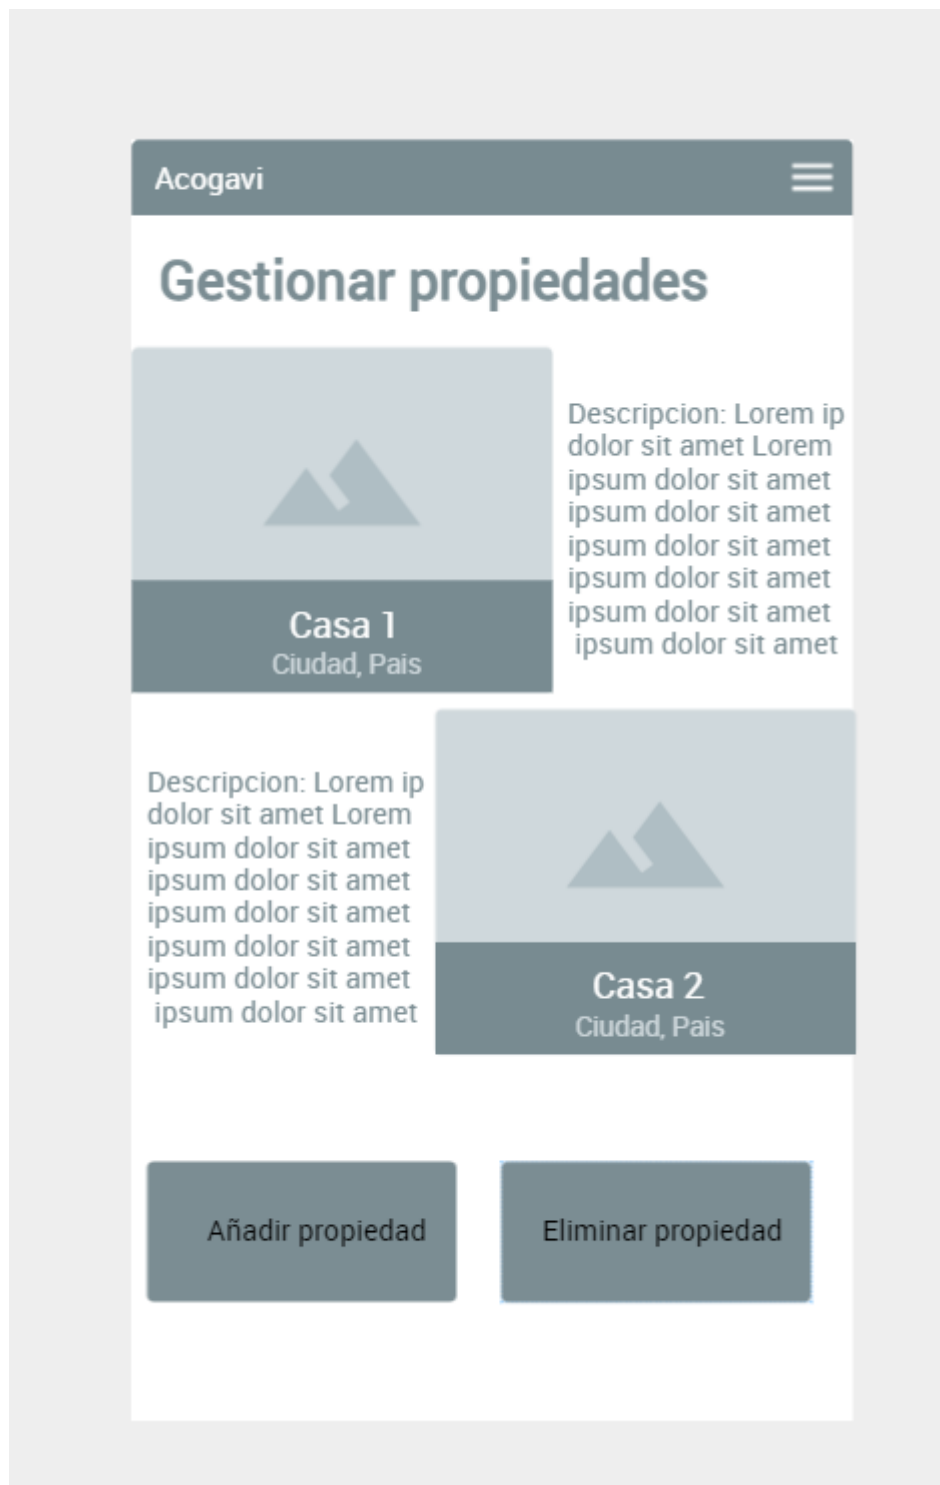 Acogavi
Gestionar propiedades
Descripcion: Lorem ip
dolor sit amet Lorem
ipsum dolor sit amet
ipsum dolor sit amet
ipsum dolor sit amet
ipsum dolor sit amet
ipsum dolor sit amet
ipsum dolor sit amet
Casa 1
Ciudad, Pais
Descripcion: Lorem ip
dolor sit amet Lorem
ipsum dolor sit amet
ipsum dolor sit amet
ipsum dolor sit amet
ipsum dolor sit amet
ipsum dolor sit amet
ipsum dolor sit amet
Casa 2
Ciudad, Pais
Añadir propiedad
Eliminar propiedad